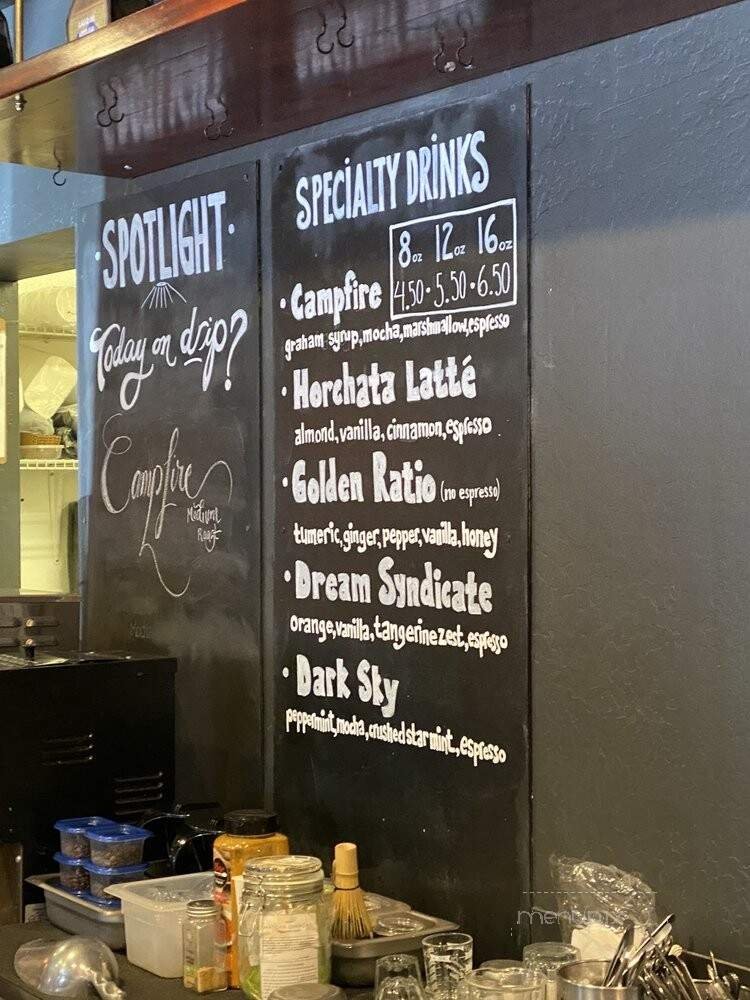 · SPOTLIGHT ·
Today on drip?
Campfire
Medium
Roast
SPECIALTY DRINKS
8oz 12oz 16oz
4.50 · 5.50 · 6.50
· Campfire
graham syrup, mocha, marshmallow, espresso
· Horchata Latté
almond, vanilla, cinnamon, espresso
· Golden Ratio (no espresso)
tumeric, ginger, pepper, vanilla, honey
· Dream Syndicate
orange, vanilla, tangerine zest, espresso
· Dark Sky
peppermint, mocha, crushed starmint, espresso